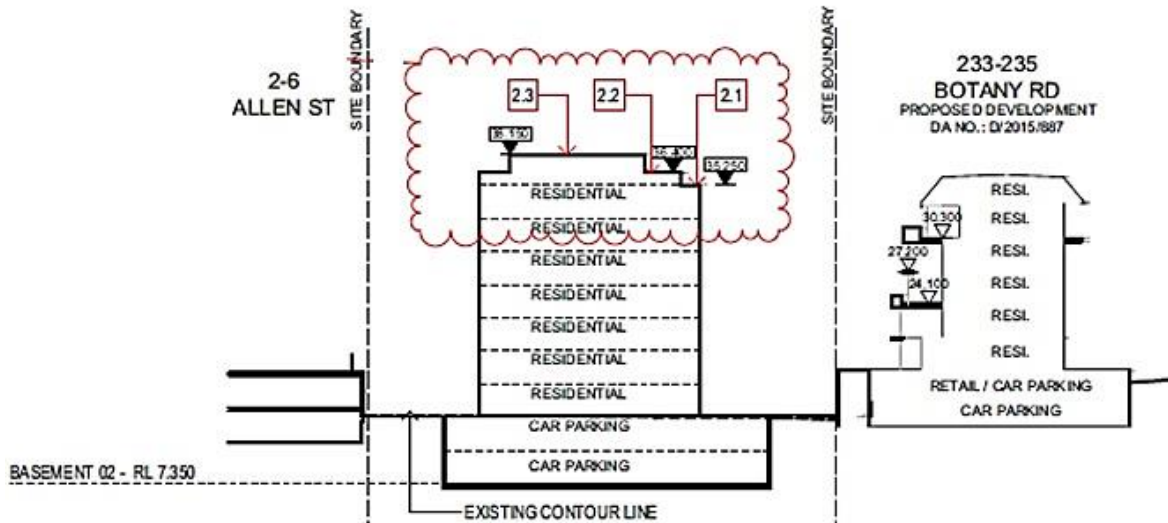 2-6
ALLEN ST
SITE BOUNDARY
2.3
2.2
2.1
SITE BOUNDARY
233-235
BOTANY RD
PROPOSED DEVELOPMENT
DA NO.: D/2015/887
35.250
RESIDENTIAL
RESIDENTIAL
RESIDENTIAL
RESIDENTIAL
RESIDENTIAL
RESIDENTIAL
RESIDENTIAL
CAR PARKING
CAR PARKING
RESI.
RESI.
30.300
RESI.
27.200
RESI.
24.100
RESI.
RESI.
RETAIL / CAR PARKING
CAR PARKING
BASEMENT 02 - RL 7.350
EXISTING CONTOUR LINE